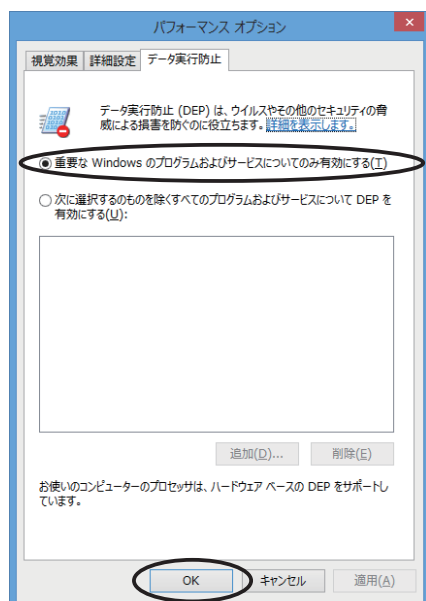 パフォーマンス オプション
視覚効果 詳細設定 データ実行防止
データ実行防止 (DEP) は、ウイルスやその他のセキュリティの脅
威による損害を防ぐのに役立ちます。詳細を表示します。
重要な Windows のプログラムおよびサービスについてのみ有効にする(T)
次に選択するのものを除くすべてのプログラムおよびサービスについて DEP を
有効にする(U):
追加(D)... 削除(E)
お使いのコンピューターのプロセッサは、ハードウェア ベースの DEP をサポートし
ています。
OK キャンセル 適用(A)